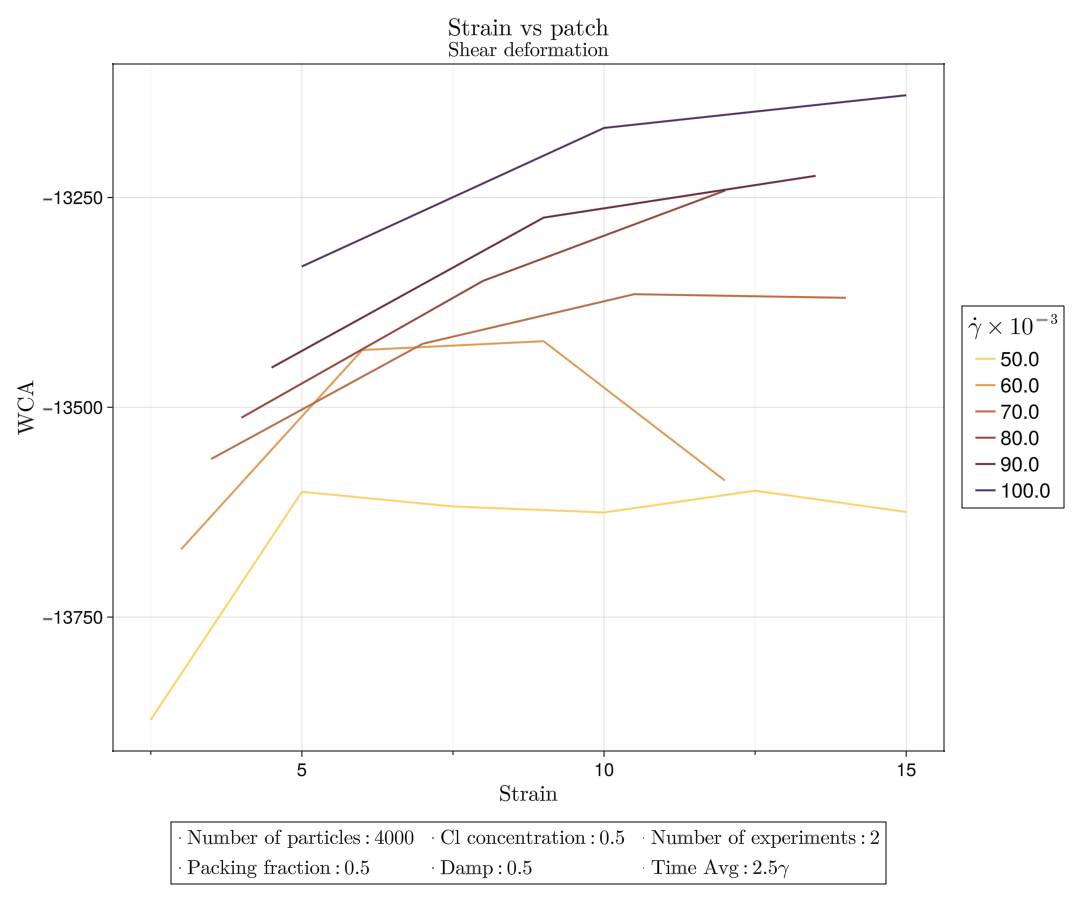 Strain vs patch
Shear deformation
WCA
−13250
−13500
−13750
5
10
15
Strain
γ̇ × 10⁻³
50.0
60.0
70.0
80.0
90.0
100.0
· Number of particles : 4000 · Cl concentration : 0.5 · Number of experiments : 2
· Packing fraction : 0.5 · Damp : 0.5 · Time Avg : 2.5γ